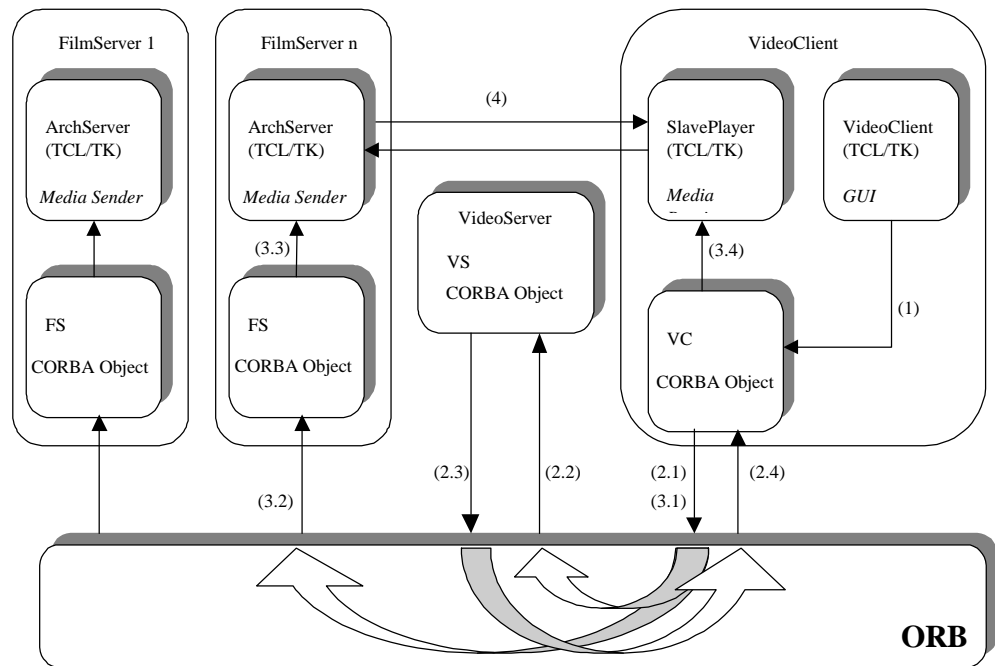 FilmServer 1
ArchServer
(TCL/TK)
Media Sender
FS
CORBA Object
FilmServer n
ArchServer
(TCL/TK)
Media Sender
(3.3)
FS
CORBA Object
(3.2)
(4)
VideoServer
VS
CORBA Object
(2.3)
(2.2)
VideoClient
SlavePlayer
(TCL/TK)
Media
VideoClient
(TCL/TK)
GUI
(3.4)
(1)
VC
CORBA Object
(2.1)
(3.1)
(2.4)
ORB